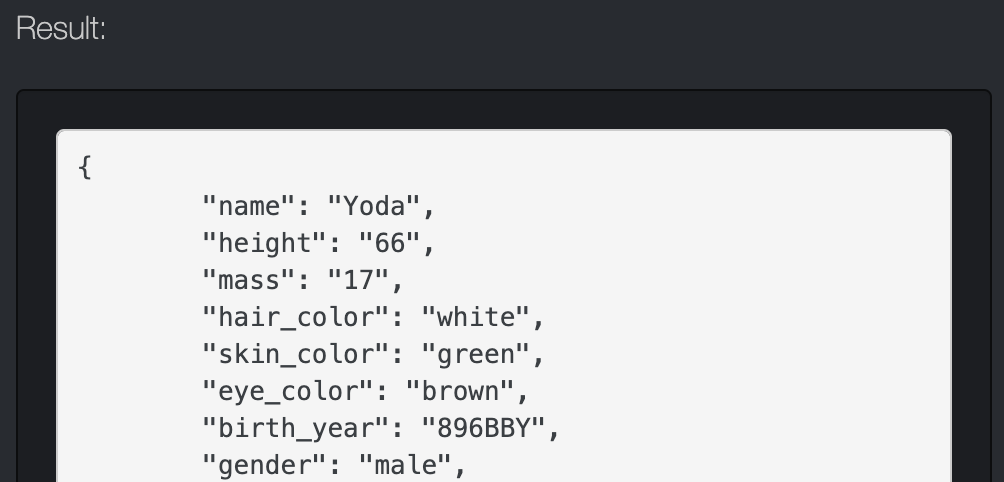 Result:
{
"name": "Yoda",
"height": "66",
"mass": "17",
"hair_color": "white",
"skin_color": "green",
"eye_color": "brown",
"birth_year": "896BBY",
"gender": "male",